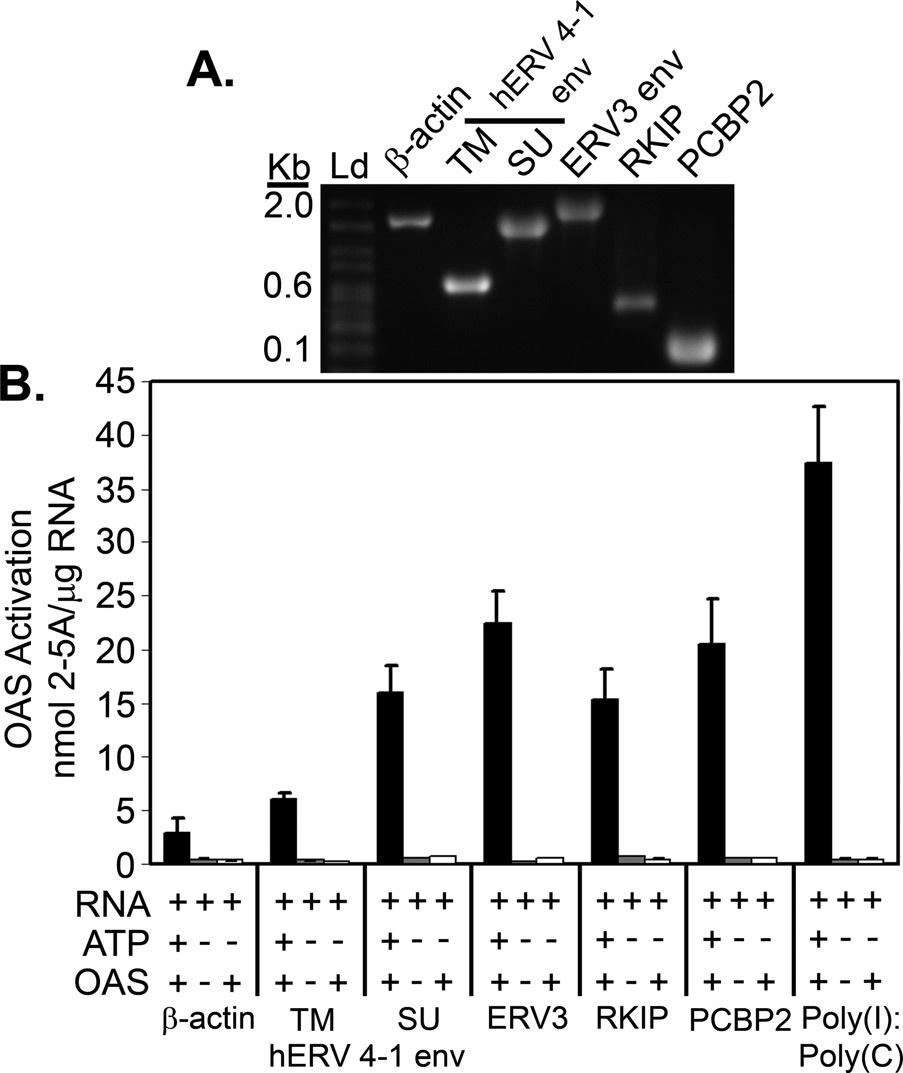 A.
hERV 4-1
env
β-actin TM SU ERV3 env RKIP PCBP2
Kb Ld
2.0
0.6
0.1
B.
OAS Activation
nmol 2-5A/µg RNA
45
40
35
30
25
20
15
10
5
0
RNA + + + + + + + + + + + + + + + + + + + + +
ATP + - - + - - + - - + - - + - - + - - + - -
OAS + - + + - + + - + + - + + - + + - + + - +
β-actin TM SU ERV3 RKIP PCBP2 Poly(I):
hERV 4-1 env Poly(C)